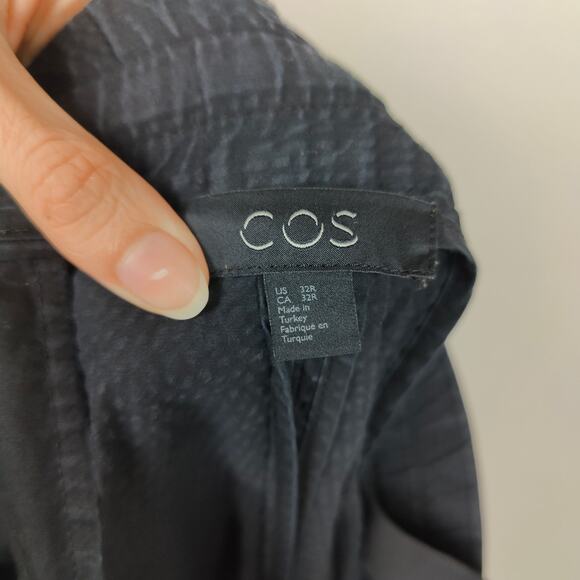 COS
US 32R
CA 32R
Made in
Turkey
Fabriqué en
Turquie